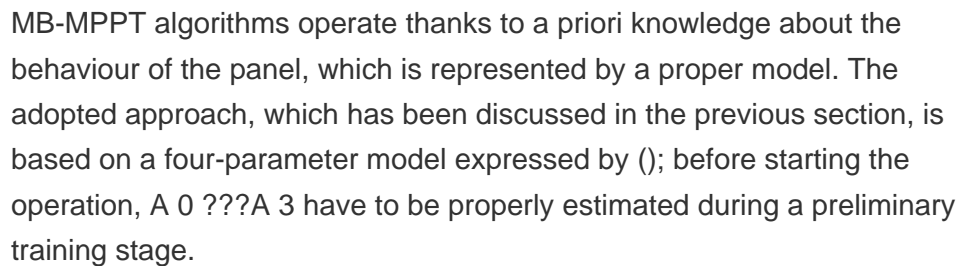 MB-MPPT algorithms operate thanks to a priori knowledge about the
behaviour of the panel, which is represented by a proper model. The
adopted approach, which has been discussed in the previous section, is
based on a four-parameter model expressed by (); before starting the
operation, A 0 ???A 3 have to be properly estimated during a preliminary
training stage.